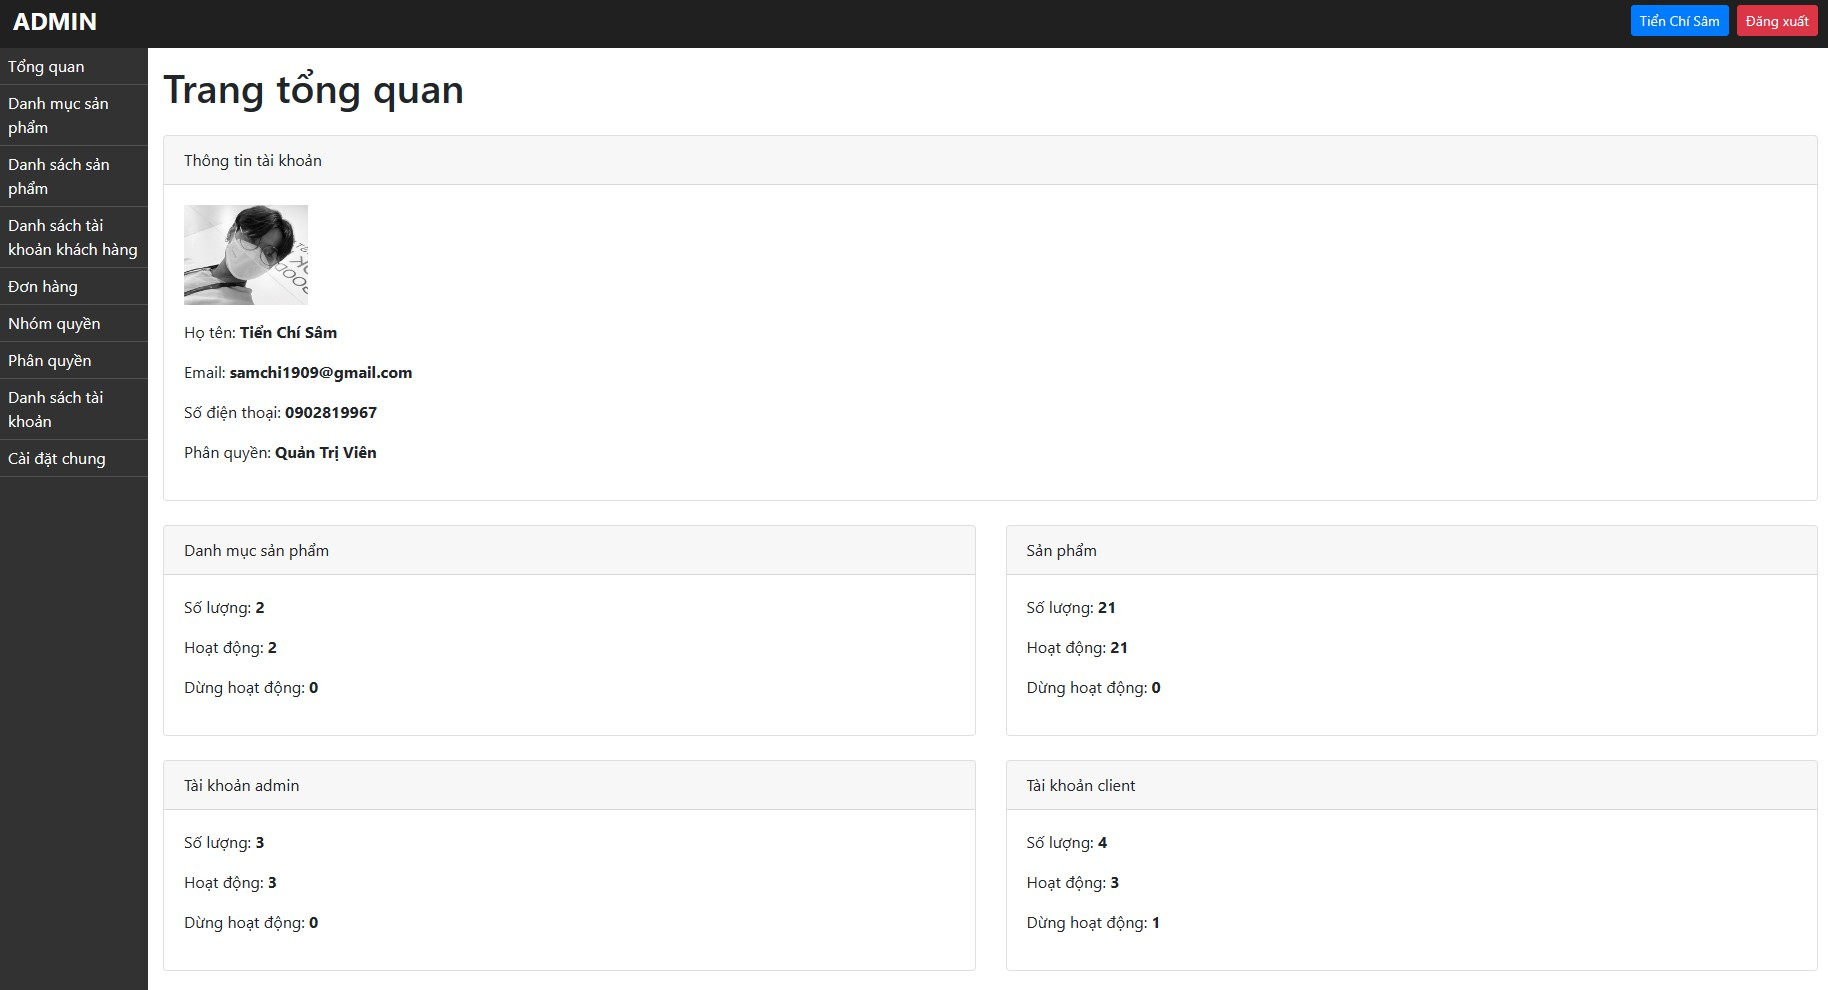 ADMIN
Tiển Chí Sâm
Đăng xuất
Tổng quan
Danh mục sản
phẩm
Danh sách sản
phẩm
Danh sách tài
khoản khách hàng
Đơn hàng
Nhóm quyền
Phân quyền
Danh sách tài
khoản
Cài đặt chung
Trang tổng quan
Thông tin tài khoản
Họ tên: Tiển Chí Sâm
Email: samchi1909@gmail.com
Số điện thoại: 0902819967
Phân quyền: Quản Trị Viên
Danh mục sản phẩm
Số lượng: 2
Hoạt động: 2
Dừng hoạt động: 0
Sản phẩm
Số lượng: 21
Hoạt động: 21
Dừng hoạt động: 0
Tài khoản admin
Số lượng: 3
Hoạt động: 3
Dừng hoạt động: 0
Tài khoản client
Số lượng: 4
Hoạt động: 3
Dừng hoạt động: 1